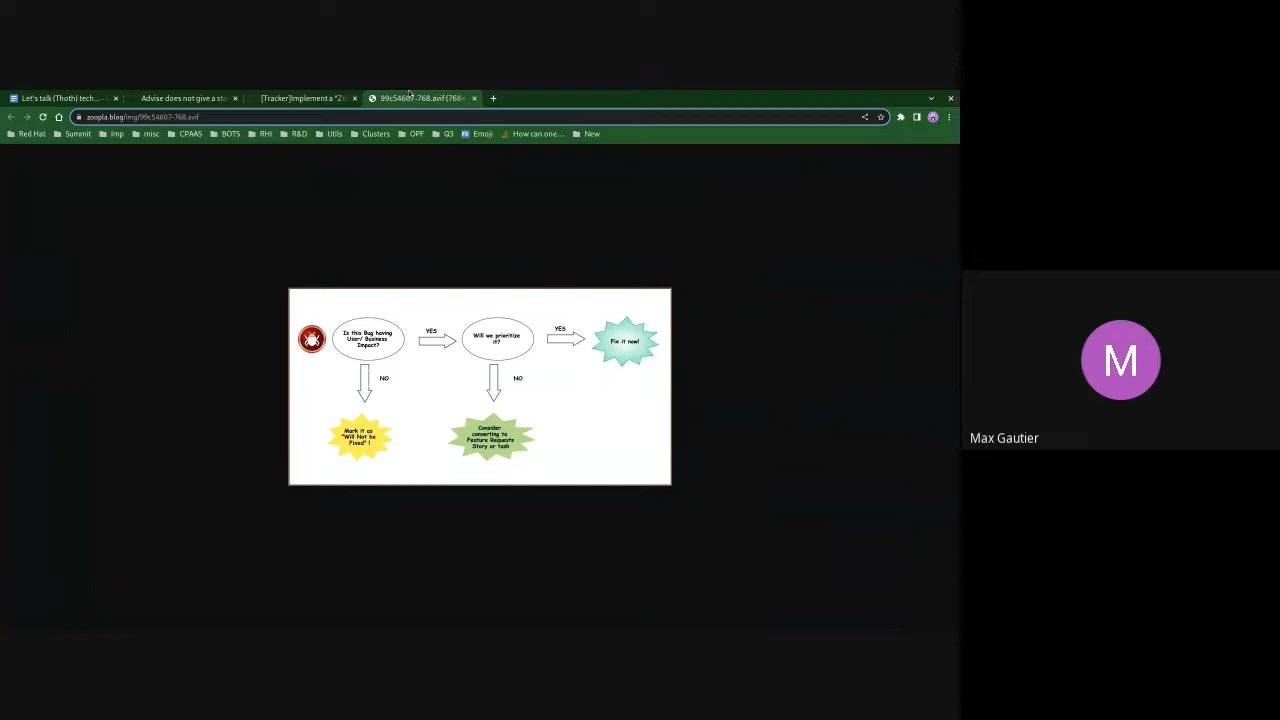 Let's talk (Thoth) tech... -
Advise does not give a sta
[Tracker]Implement a "Ze
99c54607-768.avif (768×
zoopla.blog/img/99c54607-768.avif
Red Hat Summit Imp misc CPAAS BOTS RHI R&D Utils Clusters OPF Q3 Emoji How can one... New
Is this Bug having
User/ Business
Impact?
YES
Will we prioritize
it?
YES
Fix it now!
NO
NO
Mark it as
"Will Not be
Fixed" !
Consider
converting to
Feature Requests
Story or task
M
Max Gautier